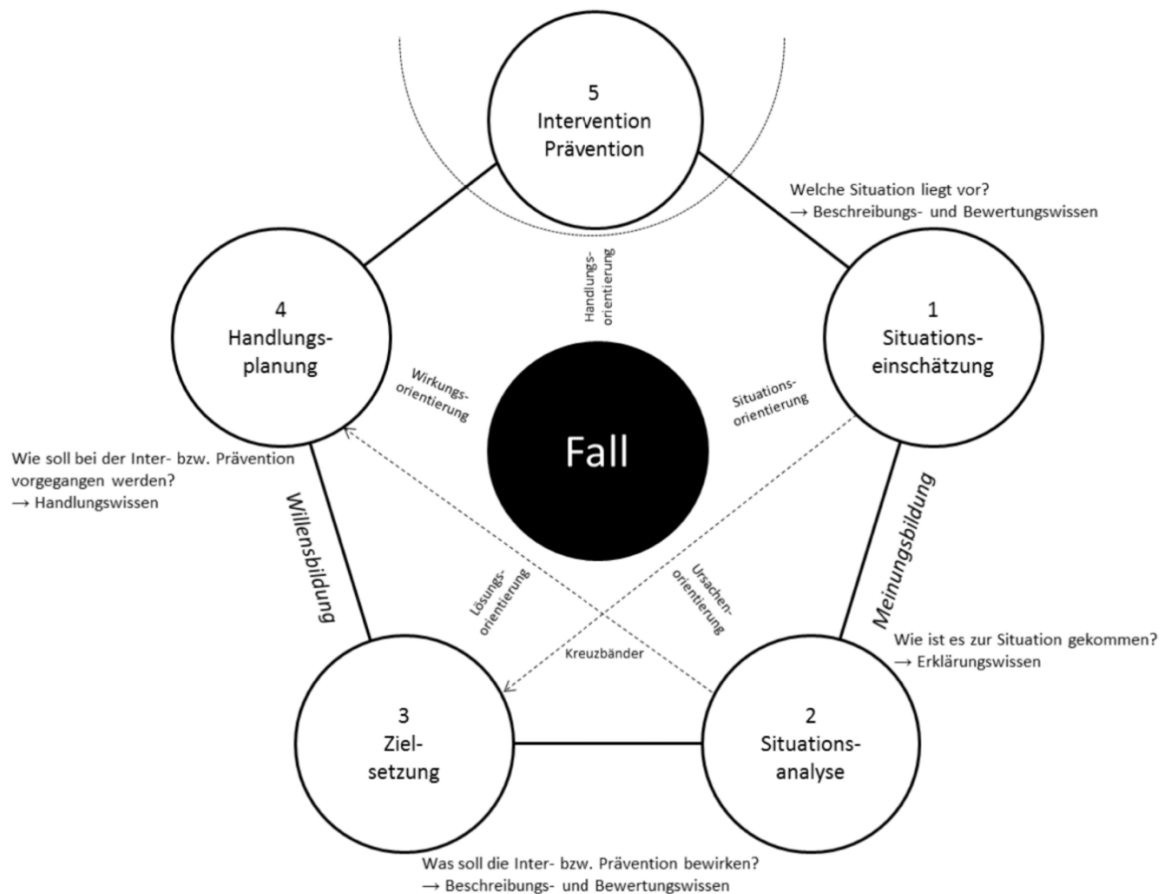 5
Intervention
Prävention
Welche Situation liegt vor?
→ Beschreibungs- und Bewertungswissen
Handlungs-
orientierung
4
Handlungs-
planung
1
Situations-
einschätzung
Wirkungs-
orientierung
Situations-
orientierung
Fall
Wie soll bei der Inter- bzw. Prävention
vorgegangen werden?
→ Handlungswissen
Willensbildung
Meinungsbildung
Lösungs-
orientierung
Ursachen-
orientierung
Kreuzbänder
Wie ist es zur Situation gekommen?
→ Erklärungswissen
3
Ziel-
setzung
2
Situations-
analyse
Was soll die Inter- bzw. Prävention bewirken?
→ Beschreibungs- und Bewertungswissen